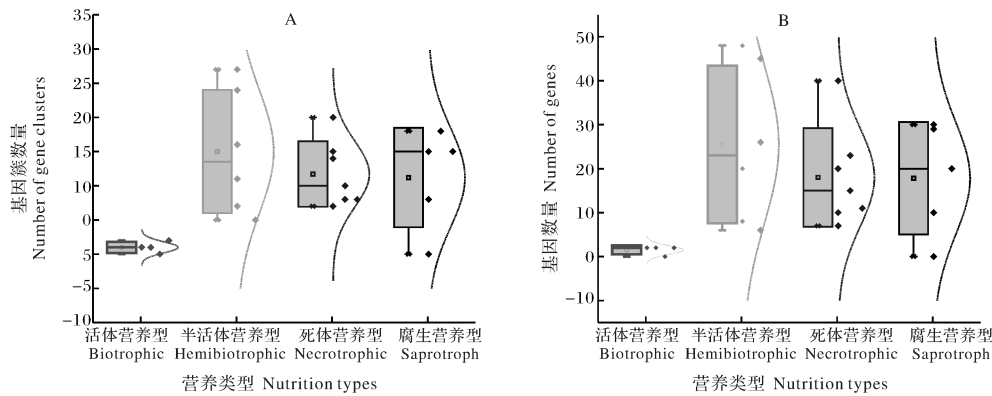 A
基因簇数量
Number of gene clusters
35
30
25
20
15
10
0
5
-10
活体营养型 半活体营养型 死体营养型 腐生营养型
Biotrophic Hemibiotrophic Necrotrophic Saprotroph
营养类型 Nutrition types
B
基因数量 Number of genes
50
40
30
20
10
0
-10
活体营养型 半活体营养型 死体营养型 腐生营养型
Biotrophic Hemibiotrophic Necrotrophic Saprotroph
营养类型 Nutrition types